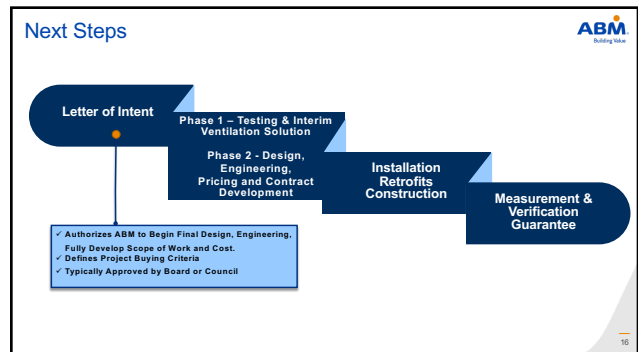 Next Steps
ABM
Building Value
Letter of Intent
Phase 1 – Testing & Interim
Ventilation Solution
Phase 2 - Design,
Engineering,
Pricing and Contract
Development
Installation
Retrofits
Construction
Measurement &
Verification
Guarantee
✓ Authorizes ABM to Begin Final Design, Engineering,
Fully Develop Scope of Work and Cost.
✓ Defines Project Buying Criteria
✓ Typically Approved by Board or Council
16